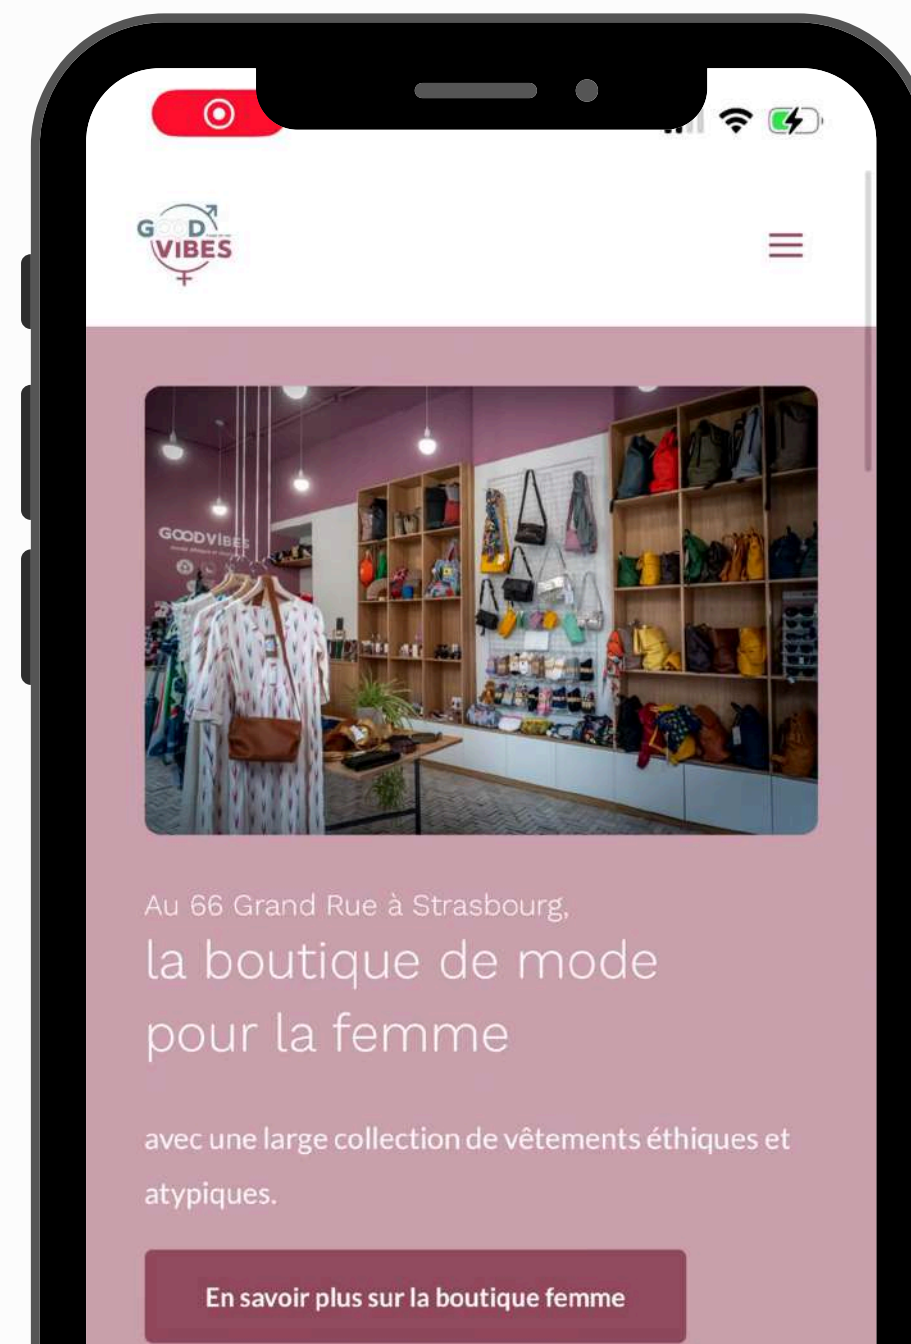 GOOD
ViBES
GOODViBES
Au 66 Grand Rue à Strasbourg,
la boutique de mode
pour la femme
avec une large collection de vêtements éthiques et
atypiques.
En savoir plus sur la boutique femme